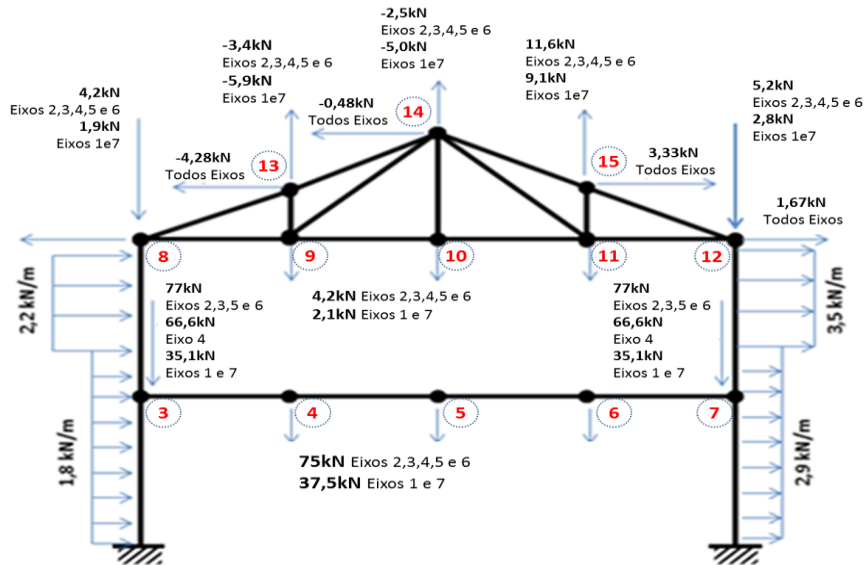 -2,5kN
Eixos 2,3,4,5 e 6
-5,0kN
Eixos 1e7
-3,4kN
Eixos 2,3,4,5 e 6
-5,9kN
Eixos 1e7
11,6kN
Eixos 2,3,4,5 e 6
9,1kN
Eixos 1e7
4,2kN
Eixos 2,3,4,5 e 6
1,9kN
Eixos 1e7
5,2kN
Eixos 2,3,4,5 e 6
2,8kN
Eixos 1e7
-0,48kN
Todos Eixos
14
-4,28kN
Todos Eixos
13
15
3,33kN
Todos Eixos
1,67kN
Todos Eixos
8
9
10
11
12
2,2 kN/m
77kN
Eixos 2,3,5 e 6
66,6kN
Eixo 4
35,1kN
Eixos 1 e 7
4,2kN Eixos 2,3,4,5 e 6
2,1kN Eixos 1 e 7
77kN
Eixos 2,3,5 e 6
66,6kN
Eixo 4
35,1kN
Eixos 1 e 7
3,5 kN/m
3
4
5
6
7
1,8 kN/m
75kN Eixos 2,3,4,5 e 6
37,5kN Eixos 1 e 7
2,9 kN/m